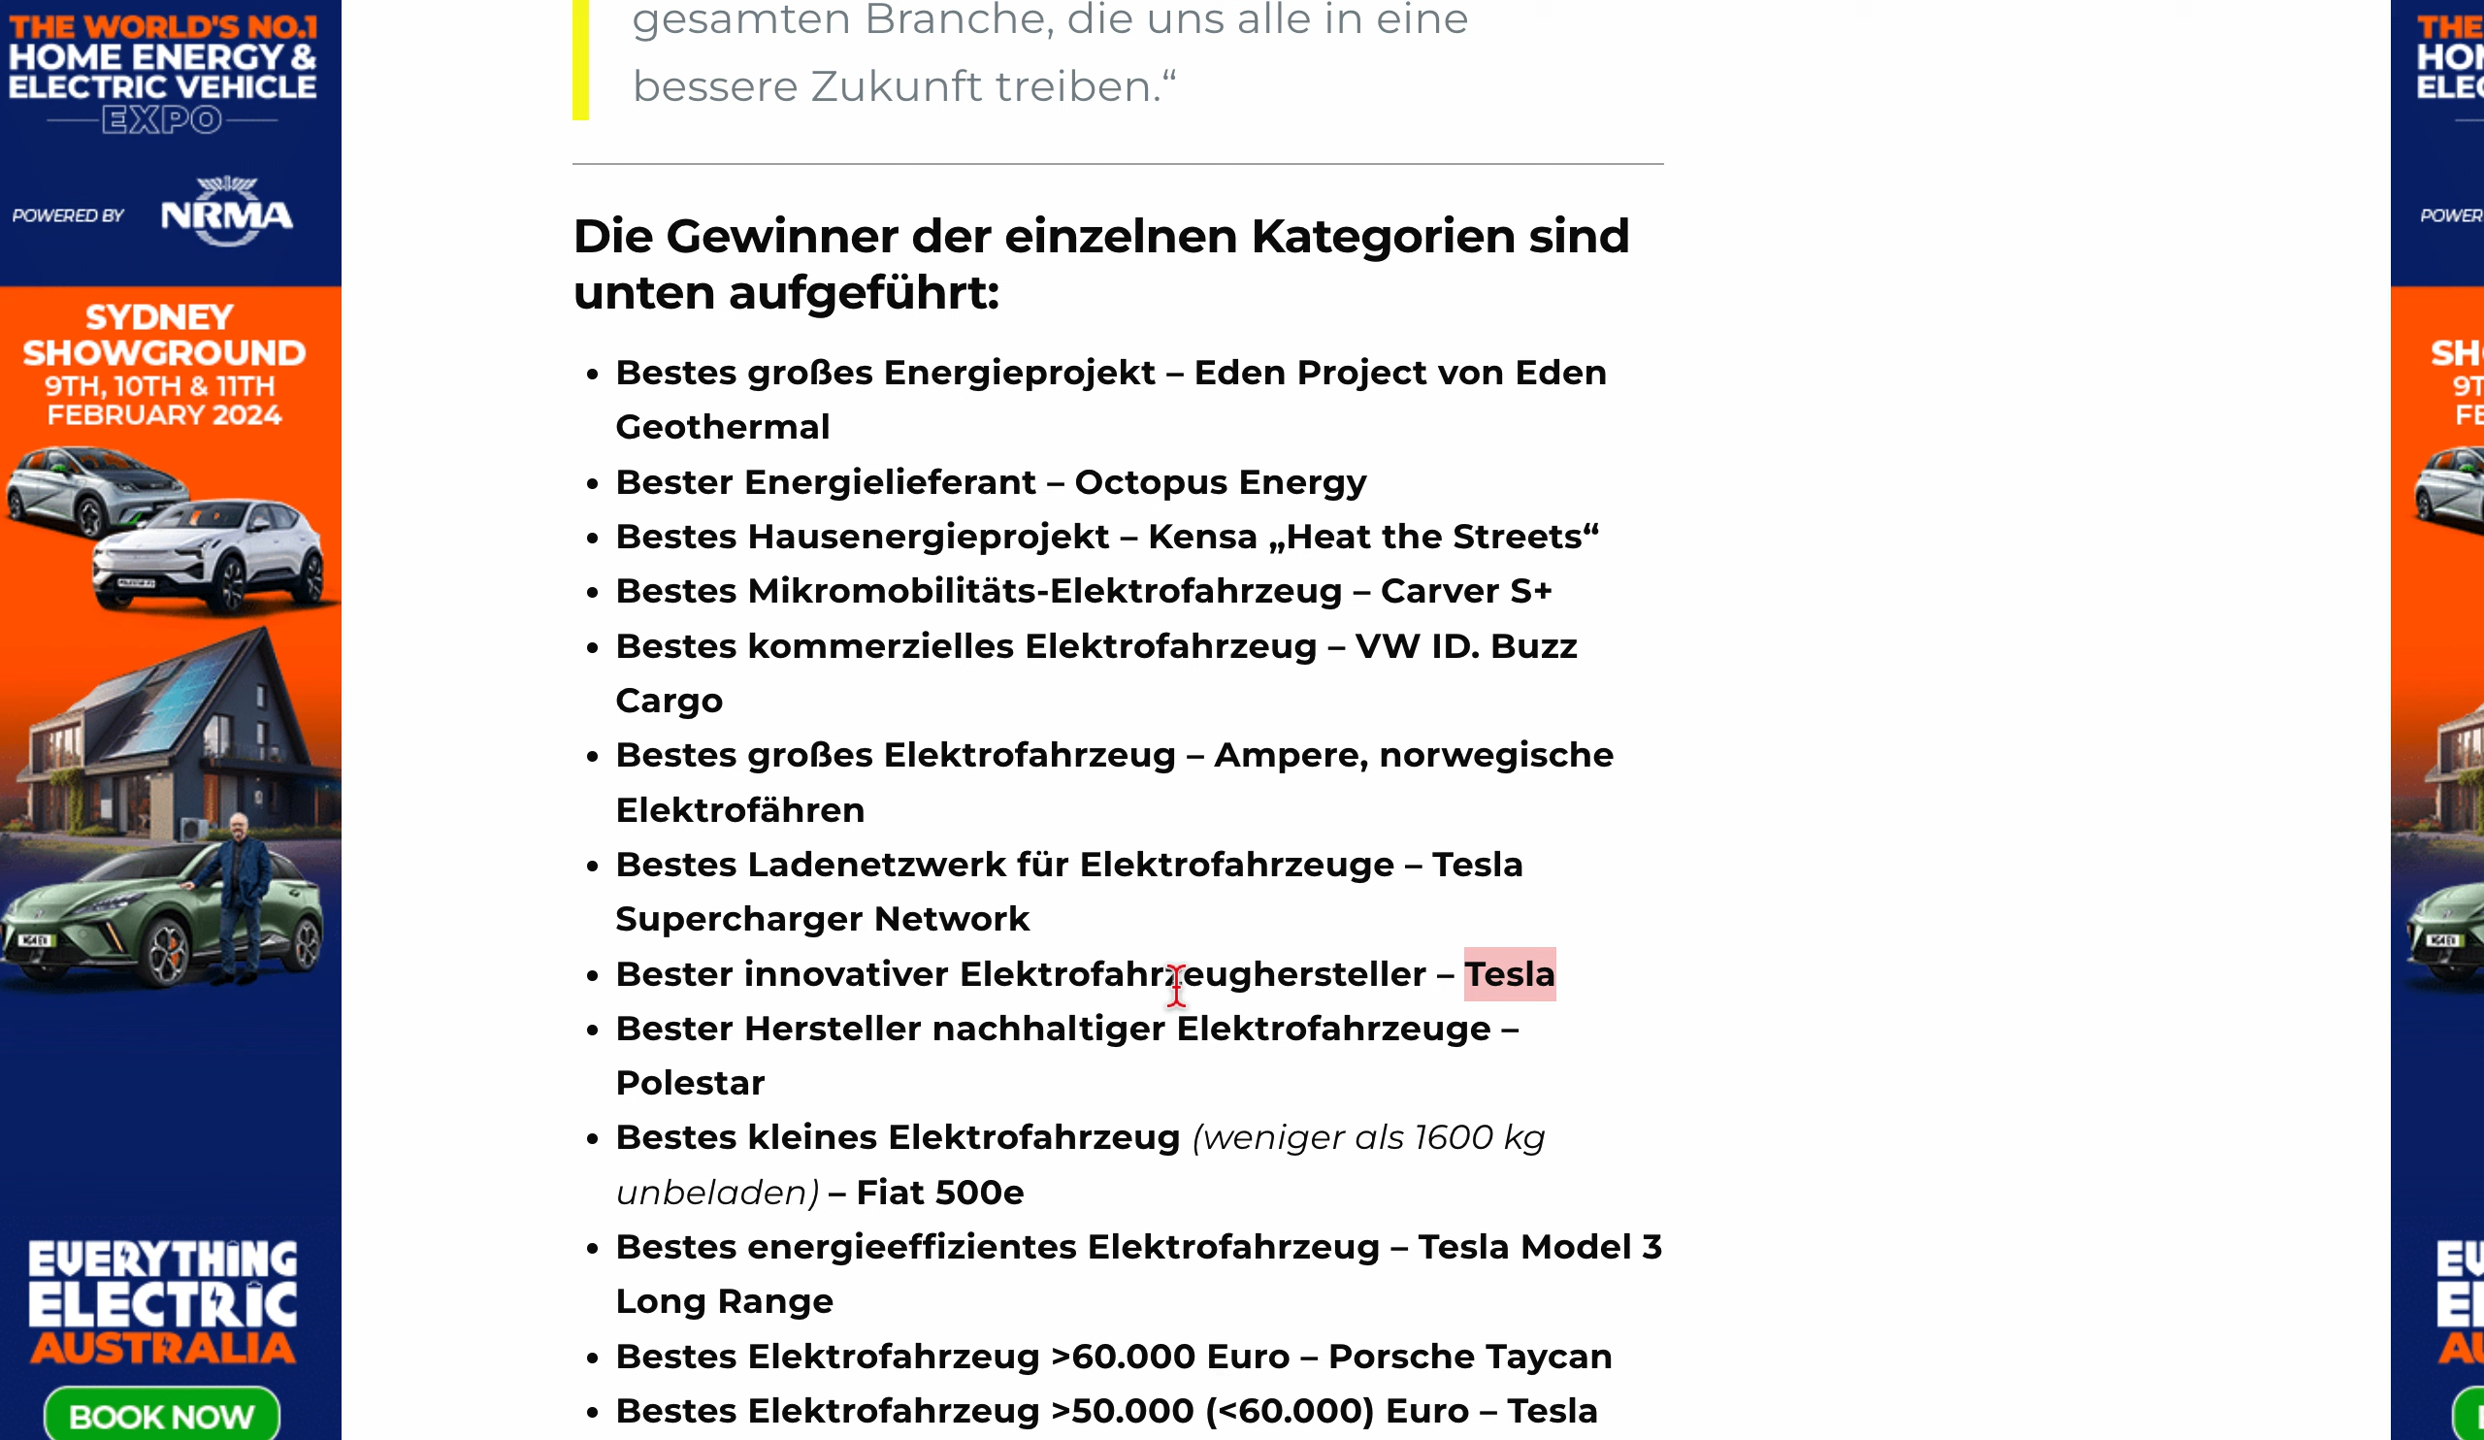 THE WORLD'S NO.1
HOME ENERGY &
ELECTRIC VEHICLE
EXPO
POWERED BY
NRMA
SYDNEY
SHOWGROUND
9TH, 10TH & 11TH
FEBRUARY 2024
EVERYTHING
ELECTRIC
AUSTRALIA
BOOK NOW
gesamten Branche, die uns alle in eine
bessere Zukunft treiben.“
Die Gewinner der einzelnen Kategorien sind
unten aufgeführt:
• Bestes großes Energieprojekt – Eden Project von Eden
Geothermal
• Bester Energielieferant – Octopus Energy
• Bestes Hausenergieprojekt – Kensa „Heat the Streets“
• Bestes Mikromobilitäts-Elektrofahrzeug – Carver S+
• Bestes kommerzielles Elektrofahrzeug – VW ID. Buzz
Cargo
• Bestes großes Elektrofahrzeug – Ampere, norwegische
Elektrofähren
• Bestes Ladenetzwerk für Elektrofahrzeuge – Tesla
Supercharger Network
• Bester innovativer Elektrofahrzeughersteller – Tesla
• Bester Hersteller nachhaltiger Elektrofahrzeuge –
Polestar
• Bestes kleines Elektrofahrzeug (weniger als 1600 kg
unbeladen) – Fiat 500e
• Bestes energieeffizientes Elektrofahrzeug – Tesla Model 3
Long Range
• Bestes Elektrofahrzeug >60.000 Euro – Porsche Taycan
• Bestes Elektrofahrzeug >50.000 (<60.000) Euro – Tesla
THE